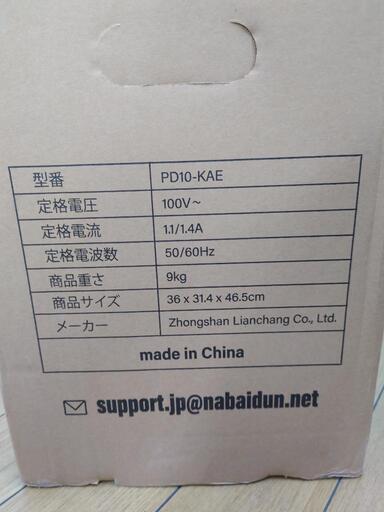 型番 PD10-KAE
定格電圧 100V～
定格電流 1.1/1.4A
定格電波数 50/60Hz
商品重さ 9kg
商品サイズ 36 x 31.4 x 46.5cm
メーカー Zhongshan Lianchang Co., Ltd.
made in China
support.jp@nabaidun.net